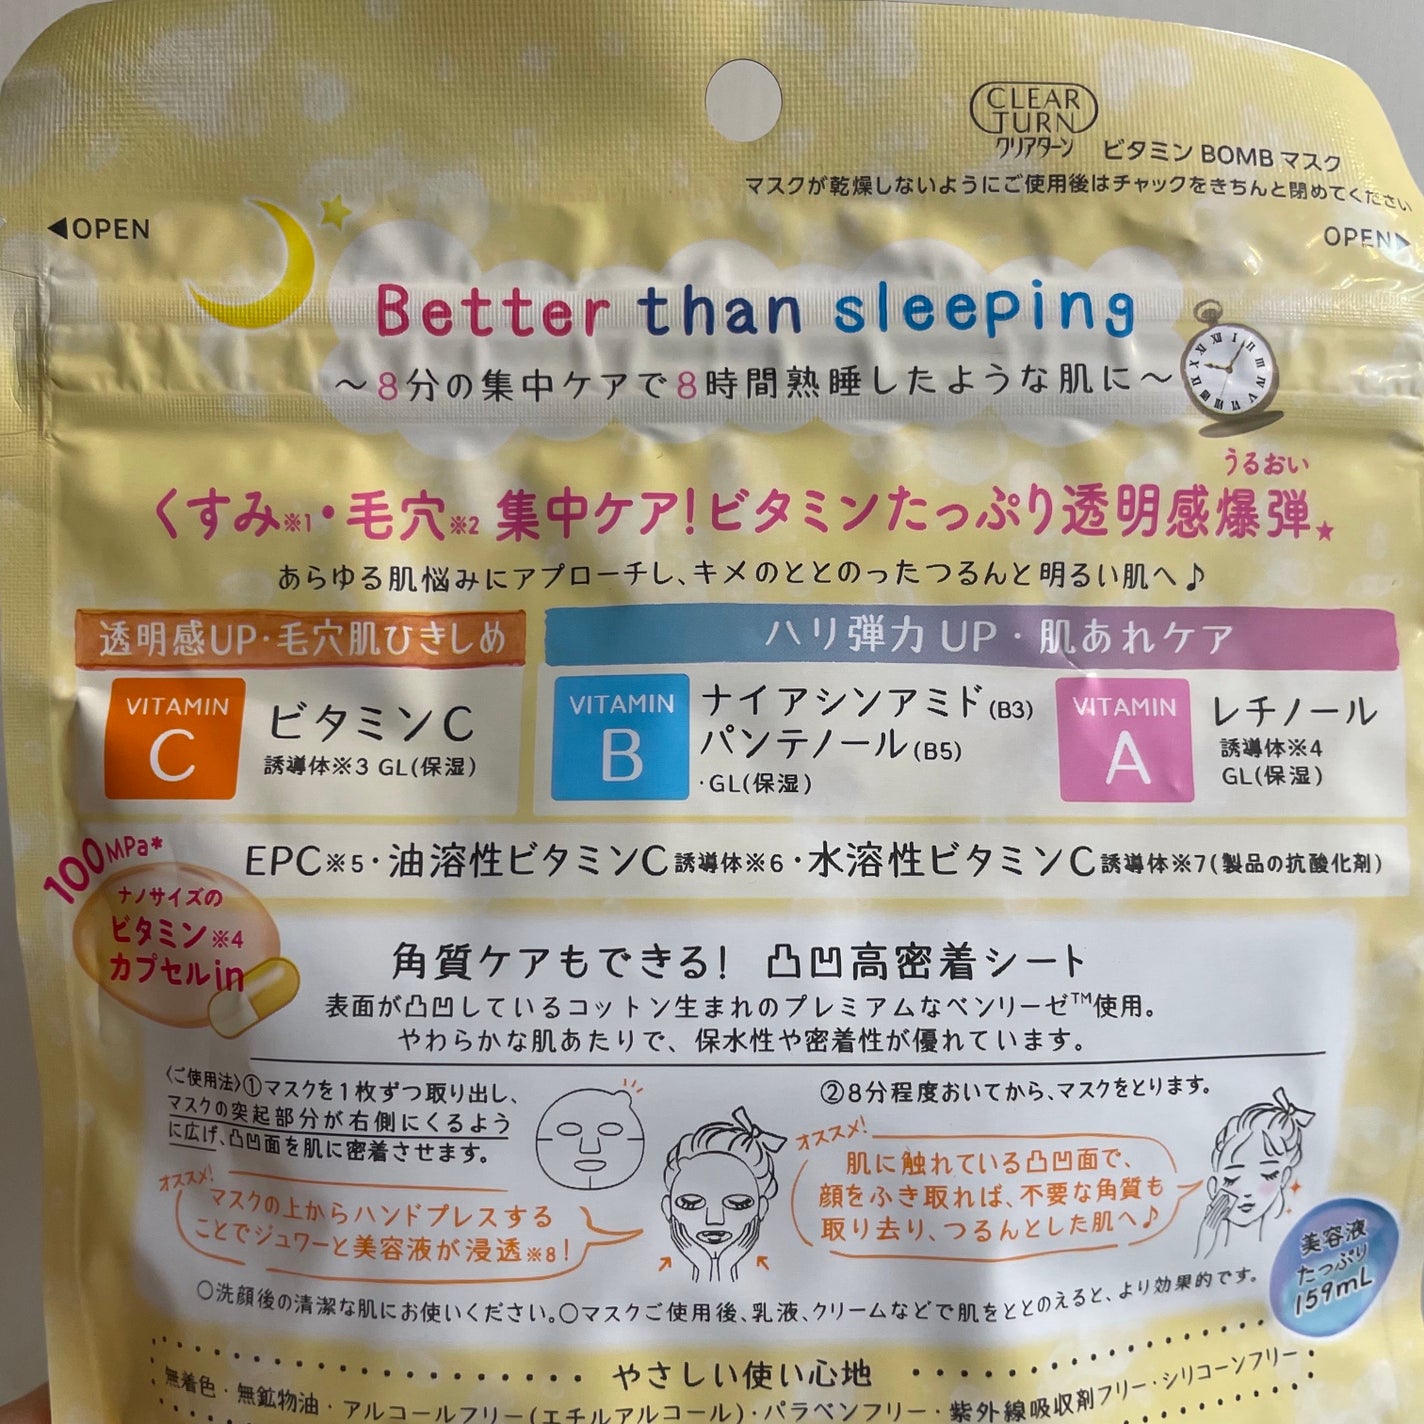 CLEAR
TURN
クリアターン ビタミン BOMB マスク
マスクが乾燥しないようにご使用後はチャックをきちんと閉めてください
◀OPEN
OPEN▶
Better than sleeping
～8分の集中ケアで8時間熟睡したような肌に～
うるおい
くすみ※1・毛穴※2 集中ケア!ビタミンたっぷり透明感爆弾★
あらゆる肌悩みにアプローチし、キメのととのったつるんと明るい肌へ♪
透明感UP・毛穴肌ひきしめ
VITAMIN
C
ビタミンC
誘導体※3 GL(保湿)
ハリ弾力 UP・肌あれケア
VITAMIN
B
ナイアシンアミド(B3)
パンテノール(B5)
・GL(保湿)
VITAMIN
A
レチノール
誘導体※4
GL(保湿)
EPC※5・油溶性ビタミンC誘導体※6・水溶性ビタミンC誘導体※7(製品の抗酸化剤)
100MPa*
ナノサイズの
ビタミン※4
カプセルin
角質ケアもできる! 凸凹高密着シート
表面が凸凹しているコットン生まれのプレミアムなベンリーゼ™使用。
やわらかな肌あたりで、保水性や密着性が優れています。
〈ご使用法〉①マスクを1枚ずつ取り出し、
マスクの突起部分が右側にくるよう
に広げ、凸凹面を肌に密着させます。
オススメ!
マスクの上からハンドプレスする
ことでジュワーと美容液が浸透※8!
②8分程度おいてから、マスクをとります。
オススメ!
肌に触れている凸凹面で、
顔をふき取れば、不要な角質も
取り去り、つるんとした肌へ♪
美容液
たっぷり
159mL
○洗顔後の清潔な肌にお使いください。○マスクご使用後、乳液、クリームなどで肌をととのえると、より効果的です。
やさしい使い心地
無着色・無鉱物油・アルコールフリー(エチルアルコール)・パラベンフリー・紫外線吸収剤フリー・シリコーンフリー